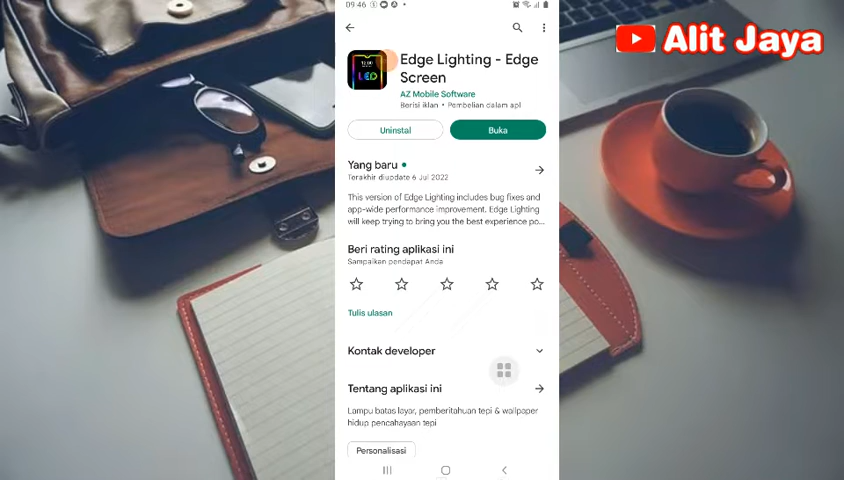 09.46
Alit Jaya
Edge Lighting - Edge
Screen
LED
AZ Mobile Software
Berisi iklan • Pembelian dalam apl
Uninstal
Buka
Yang baru
Terakhir diupdate 6 Jul 2022
This version of Edge Lighting includes bug fixes and
app-wide performance improvement. Edge Lighting
will keep trying to bring you the best experience po...
Beri rating aplikasi ini
Sampaikan pendapat Anda
Tulis ulasan
Kontak developer
Tentang aplikasi ini
Lampu batas layar, pemberitahuan tepi & wallpaper
hidup pencahayaan tepi
Personalisasi